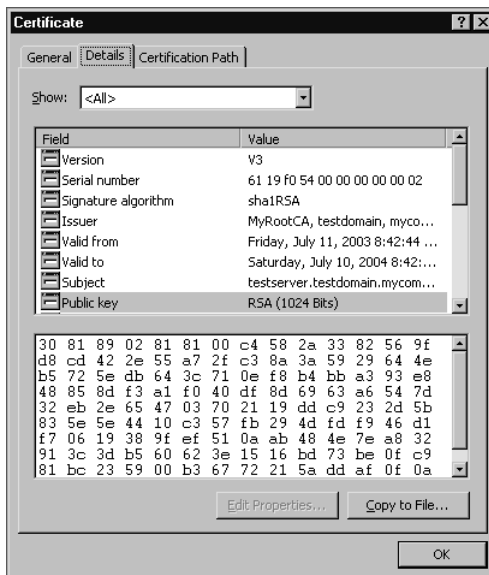 Certificate
General Details Certification Path
Show: <All>
Field Value
Version V3
Serial number 61 19 f0 54 00 00 00 00 00 02
Signature algorithm sha1RSA
Issuer MyRootCA, testdomain, myco...
Valid from Friday, July 11, 2003 8:42:44 ...
Valid to Saturday, July 10, 2004 8:42:...
Subject testserver.testdomain.mycom...
Public key RSA (1024 Bits)
30 81 89 02 81 81 00 c4 58 2a 33 82 56 9f
d8 cd 42 2e 55 a7 2f c3 8a 3a 59 29 64 4e
b5 72 5e db 64 3c 71 0e f8 b4 bb a3 93 e8
48 85 8d f3 a1 f0 40 df 8d 69 63 a6 54 7d
32 eb 2e 65 47 03 70 21 19 dd c9 23 2d 5b
83 5e 5e 44 10 c3 57 fb 29 4d fd f9 46 d1
f7 06 19 38 9f ef 51 0a ab 48 4e 7e a8 32
91 3c 3d b5 60 62 3e 15 16 bd 73 be 0f c9
81 bc 23 59 00 b3 67 72 21 5a dd af 0f 0a
Edit Properties... Copy to File...
OK